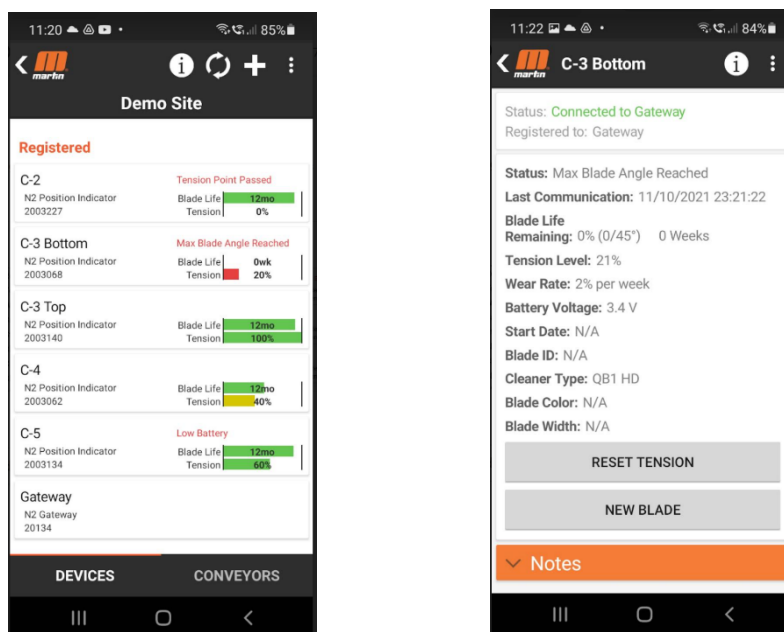 11:20 85%
martin
Demo Site
Registered
C-2 Tension Point Passed
N2 Position Indicator Blade Life 12mo
2003227 Tension 0%
C-3 Bottom Max Blade Angle Reached
N2 Position Indicator Blade Life 0wk
2003068 Tension 20%
C-3 Top
N2 Position Indicator Blade Life 12mo
2003140 Tension 100%
C-4
N2 Position Indicator Blade Life 12mo
2003062 Tension 40%
C-5 Low Battery
N2 Position Indicator Blade Life 12mo
2003134 Tension 60%
Gateway
N2 Gateway
20134
DEVICES CONVEYORS
11:22 84%
martin C-3 Bottom
Status: Connected to Gateway
Registered to: Gateway
Status: Max Blade Angle Reached
Last Communication: 11/10/2021 23:21:22
Blade Life
Remaining: 0% (0/45°) 0 Weeks
Tension Level: 21%
Wear Rate: 2% per week
Battery Voltage: 3.4 V
Start Date: N/A
Blade ID: N/A
Cleaner Type: QB1 HD
Blade Color: N/A
Blade Width: N/A
RESET TENSION
NEW BLADE
Notes